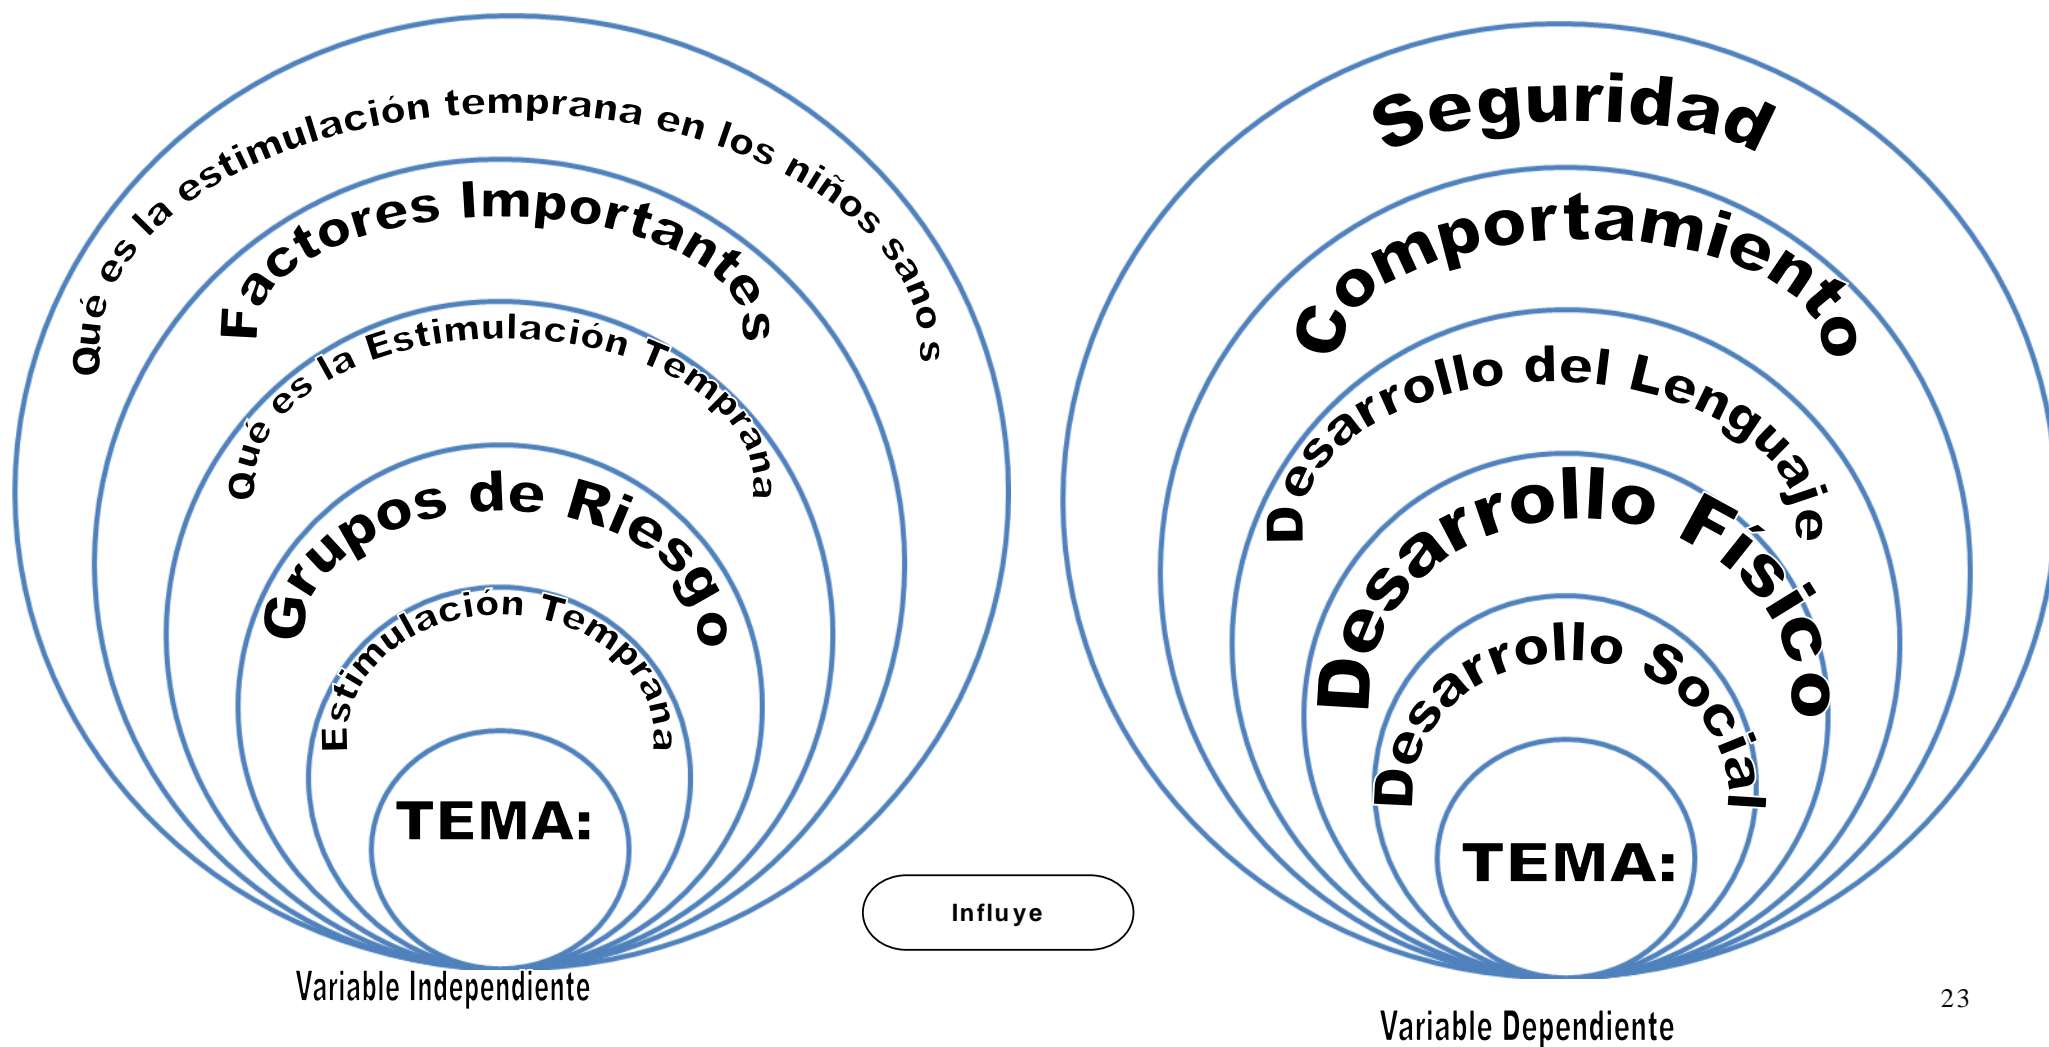 Qué es la estimulación temprana en los niños sano s
Factores Importantes
Qué es la Estimulación Temprana
Grupos de Riesgo
Estimulación Temprana
TEMA:
Variable Independiente
Influye
Seguridad
Comportamiento
Desarrollo del Lenguaje
Desarrollo Físico
Desarrollo Social
TEMA:
Variable Dependiente
23